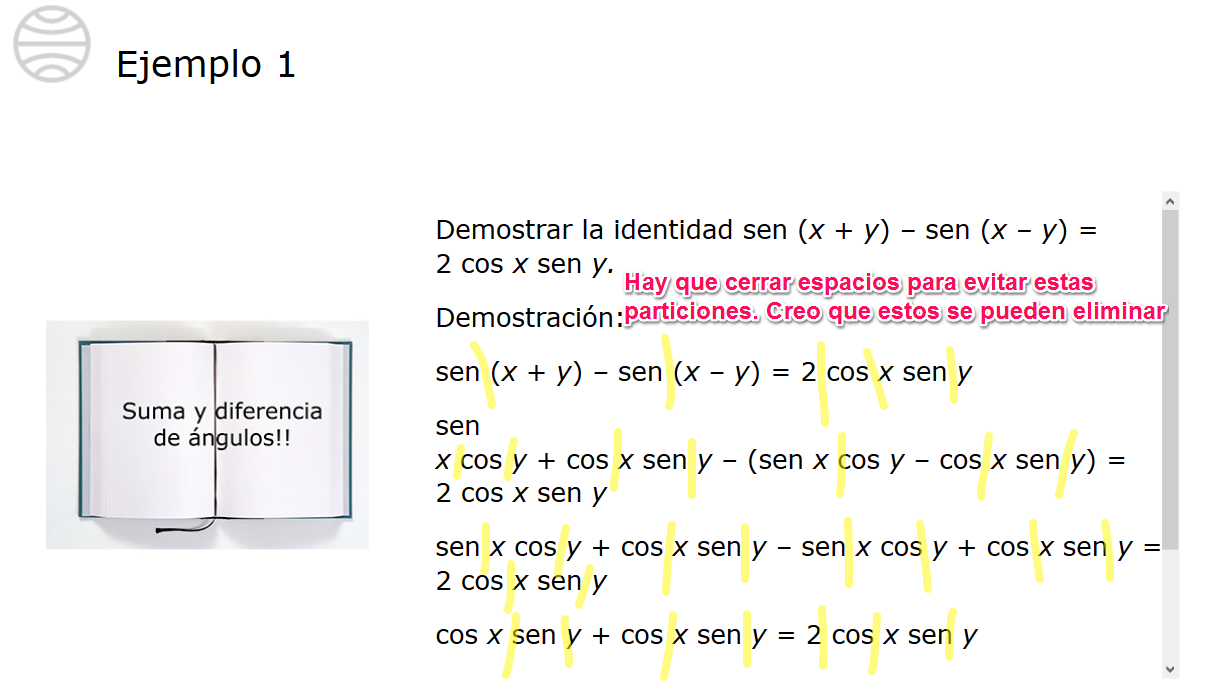 Ejemplo 1
Suma y diferencia
de ángulos!!
Demostrar la identidad sen (x + y) – sen (x – y) =
2 cos x sen y.
Hay que cerrar espacios para evitar estas
particiones. Creo que estos se pueden eliminar
Demostración:
sen (x + y) – sen (x – y) = 2 cos x sen y
sen
x cos y + cos x sen y – (sen x cos y – cos x sen y) =
2 cos x sen y
sen x cos y + cos x sen y – sen x cos y + cos x sen y =
2 cos x sen y
cos x sen y + cos x sen y = 2 cos x sen y